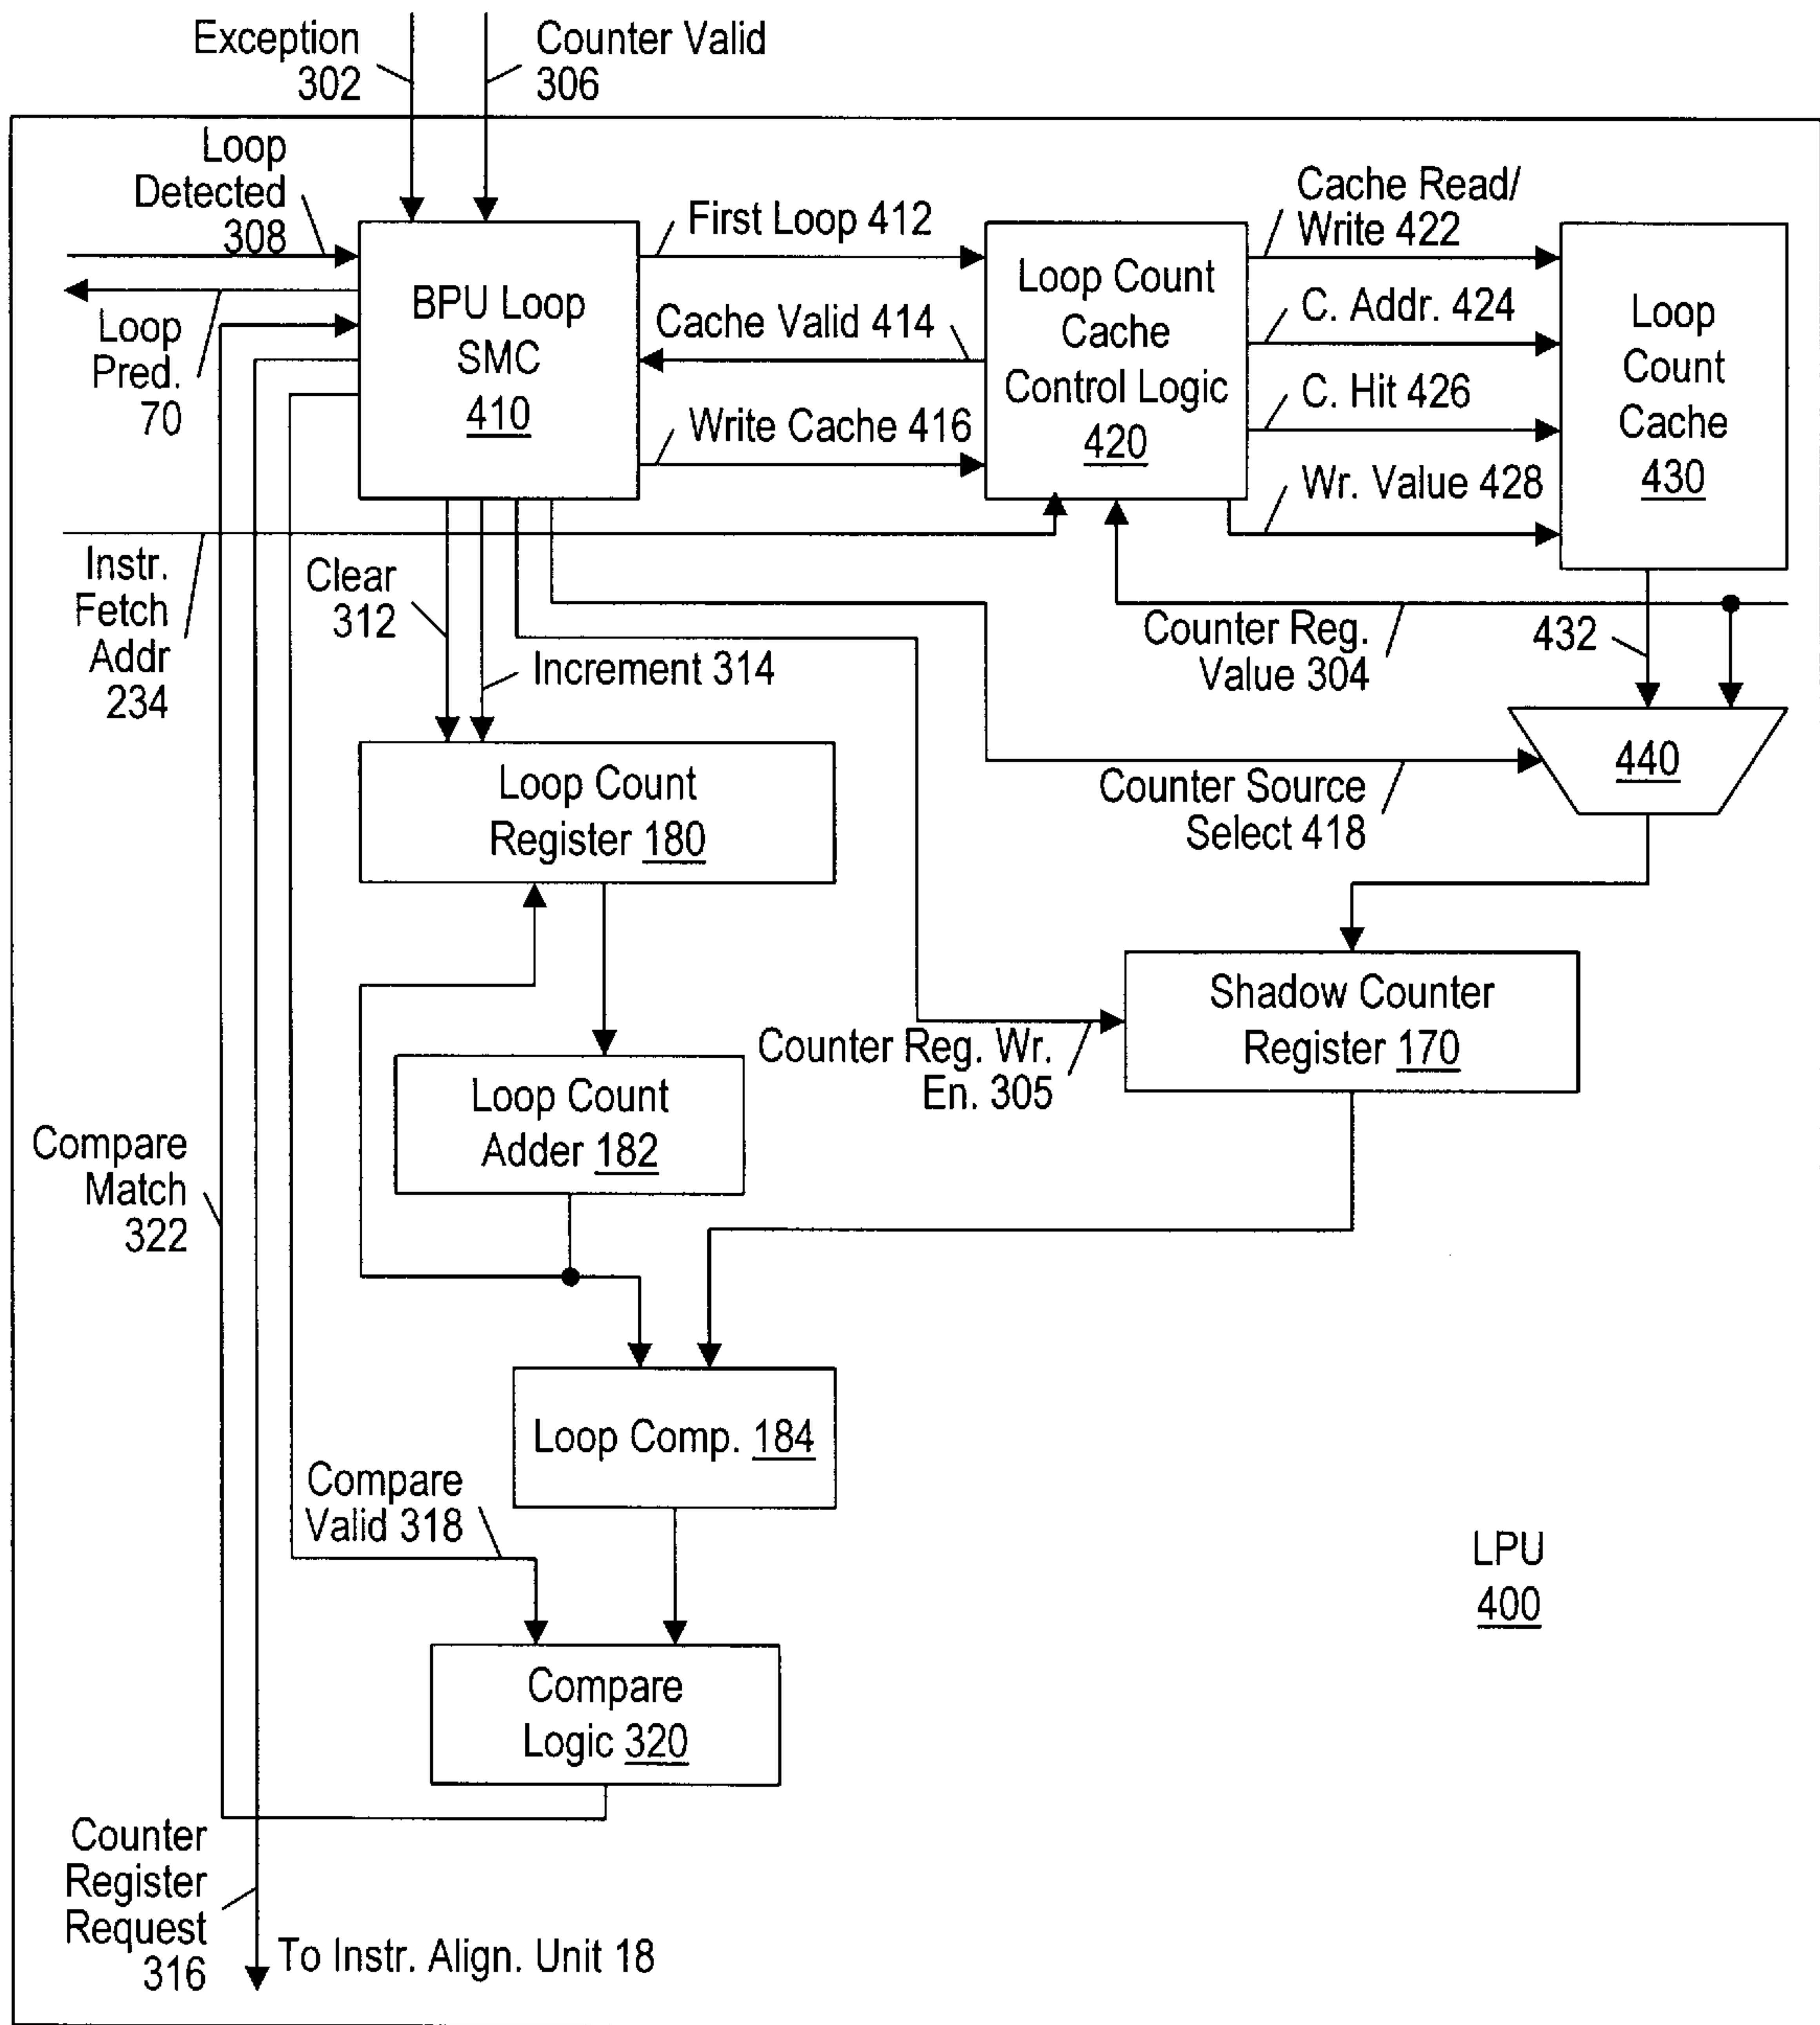 Exception
302
Counter Valid
306
Loop
Detected
308
First Loop 412
Cache Read/
Write 422
BPU Loop
SMC
410
Loop Count
Cache
Control Logic
420
Loop
Count
Cache
430
Cache Valid 414
C. Addr. 424
Loop
Pred.
70
Write Cache 416
C. Hit 426
Wr. Value 428
Instr.
Fetch
Addr
234
Clear
312
Increment 314
Counter Reg.
Value 304
432
440
Loop Count
Register 180
Counter Source
Select 418
Shadow Counter
Register 170
Counter Reg. Wr.
En. 305
Loop Count
Adder 182
Compare
Match
322
Loop Comp. 184
Compare
Valid 318
LPU
400
Compare
Logic 320
Counter
Register
Request
316
To Instr. Align. Unit 18